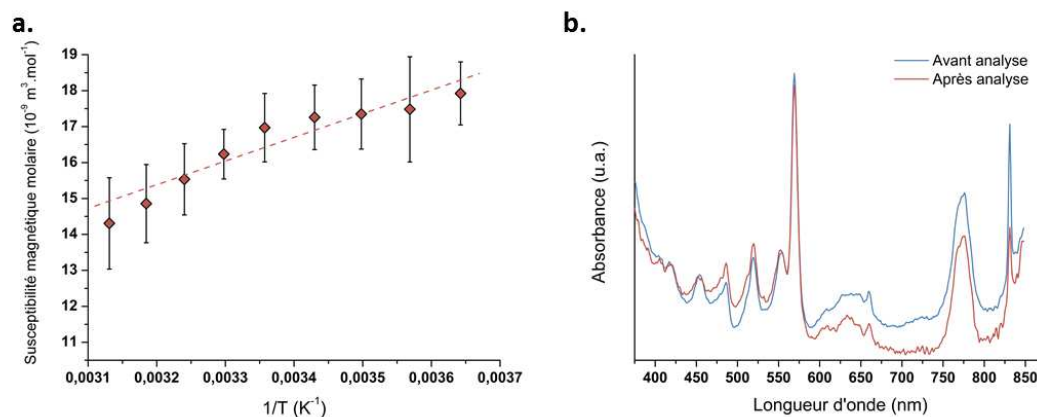 a.
Susceptibilité magnétique molaire (10⁻⁹ m³.mol⁻¹)
19
18
17
16
15
14
13
12
11
0,0031 0,0032 0,0033 0,0034 0,0035 0,0036 0,0037
1/T (K⁻¹)
b.
Avant analyse
Après analyse
Absorbance (u.a.)
400 450 500 550 600 650 700 750 800 850
Longueur d'onde (nm)